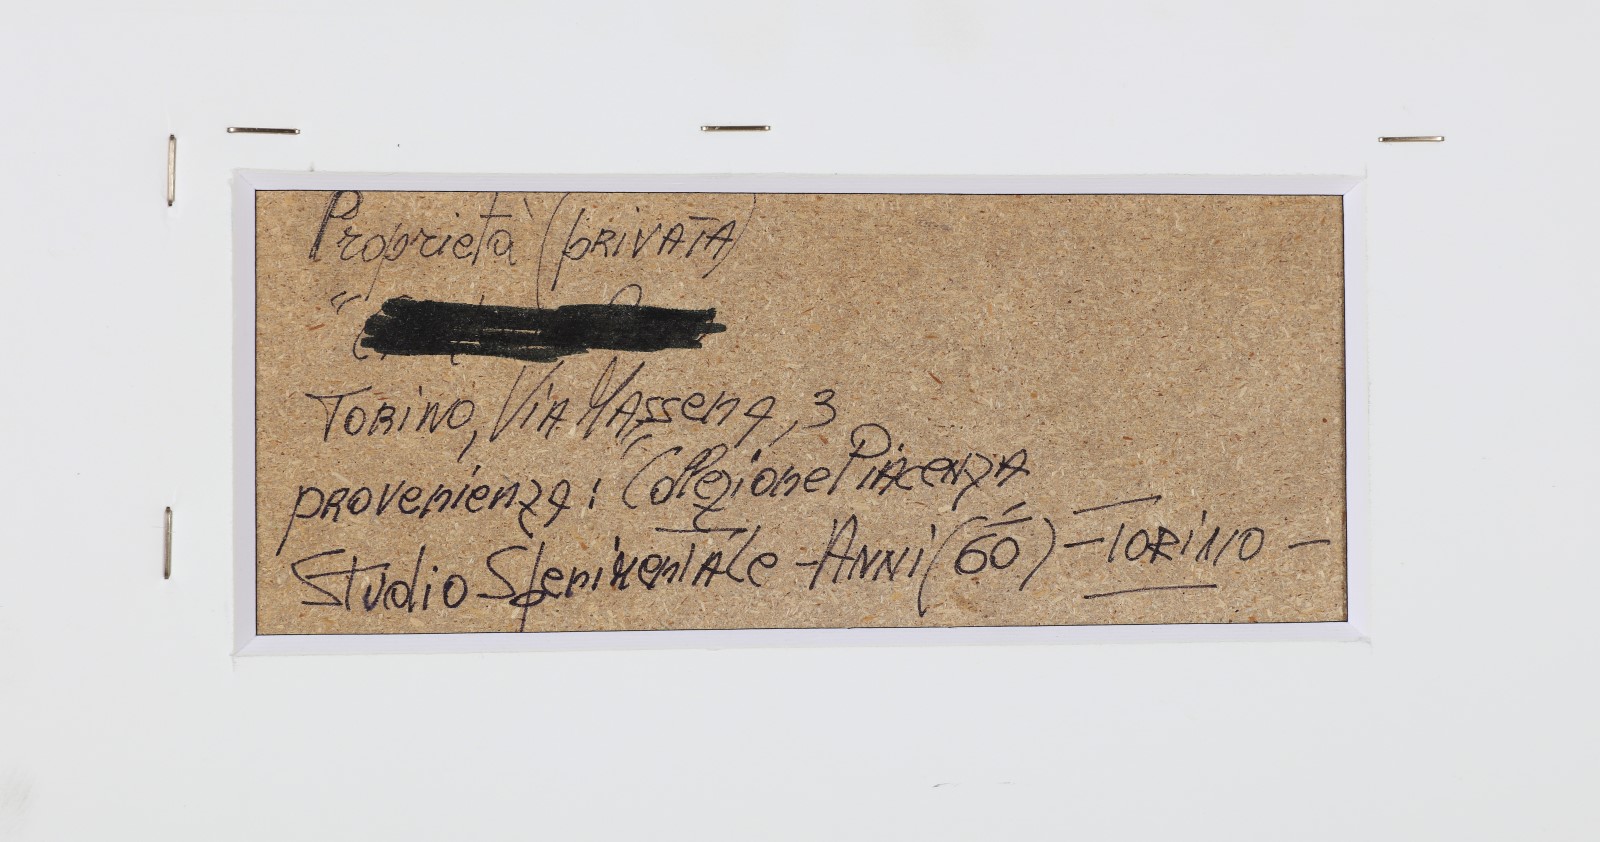 Proprietà (privata)
"
Torino, Via Massena, 3
provenienza: "Collezione Piacenza
Studio Sperimentale - Anni (60") - Torino -